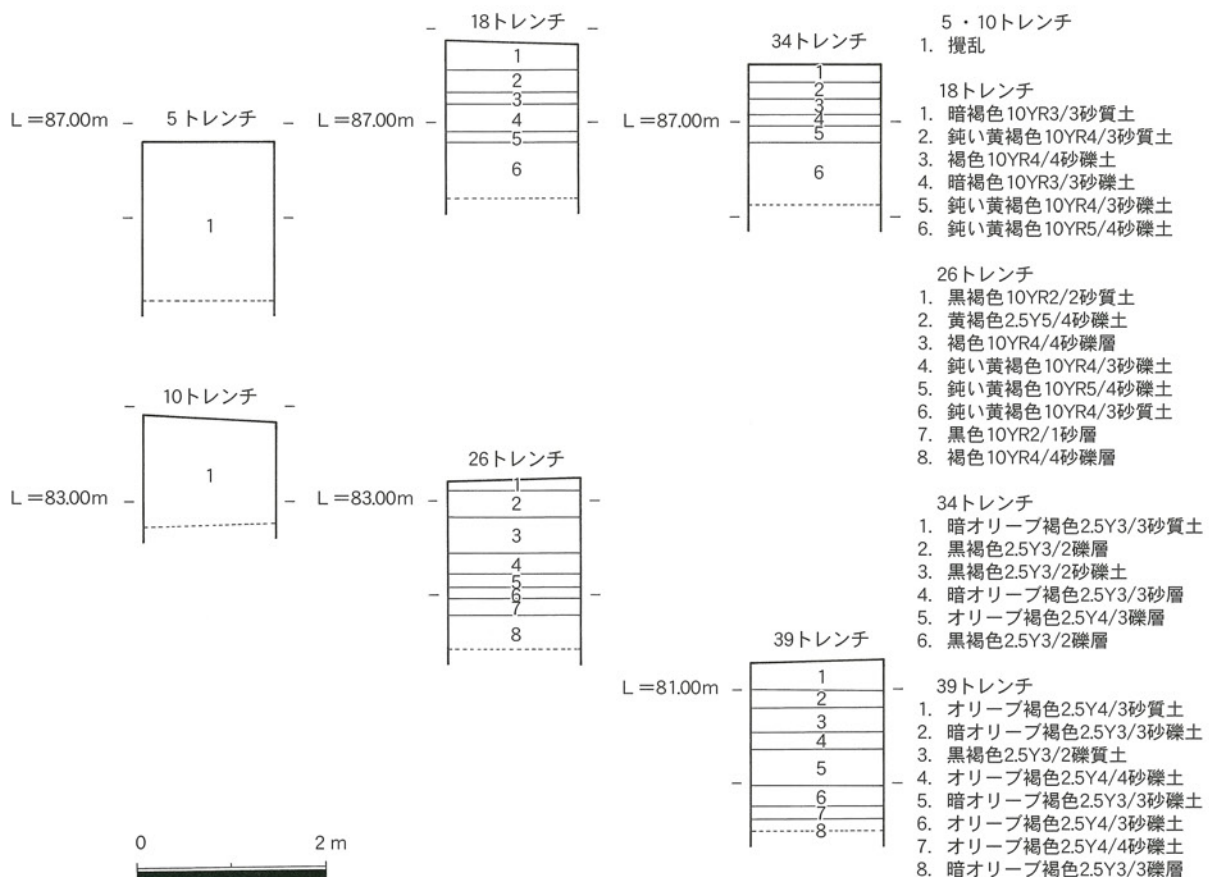 18トレンチ
1
2
3
4
5
6
L=87.00m
34トレンチ
1
2
3
4
5
6
L=87.00m
5トレンチ
1
L=87.00m
10トレンチ
1
L=83.00m
26トレンチ
1
2
3
4
5
6
7
8
L=83.00m
39トレンチ
1
2
3
4
5
6
7
8
L=81.00m
0 2 m
5・10トレンチ
1. 攪乱
18トレンチ
1. 暗褐色10YR3/3砂質土
2. 鈍い黄褐色10YR4/3砂質土
3. 褐色10YR4/4砂礫土
4. 暗褐色10YR3/3砂礫土
5. 鈍い黄褐色10YR4/3砂礫土
6. 鈍い黄褐色10YR5/4砂礫土
26トレンチ
1. 黒褐色10YR2/2砂質土
2. 黄褐色2.5Y5/4砂礫土
3. 褐色10YR4/4砂礫層
4. 鈍い黄褐色10YR4/3砂礫土
5. 鈍い黄褐色10YR5/4砂礫土
6. 鈍い黄褐色10YR4/3砂質土
7. 黒色10YR2/1砂層
8. 褐色10YR4/4砂礫層
34トレンチ
1. 暗オリーブ褐色2.5Y3/3砂質土
2. 黒褐色2.5Y3/2礫層
3. 黒褐色2.5Y3/2砂礫土
4. 暗オリーブ褐色2.5Y3/3砂層
5. オリーブ褐色2.5Y4/3礫層
6. 黒褐色2.5Y3/2礫層
39トレンチ
1. オリーブ褐色2.5Y4/3砂質土
2. 暗オリーブ褐色2.5Y3/3砂礫土
3. 黒褐色2.5Y3/2礫質土
4. オリーブ褐色2.5Y4/4砂礫土
5. 暗オリーブ褐色2.5Y3/3砂礫土
6. オリーブ褐色2.5Y4/3砂礫土
7. オリーブ褐色2.5Y4/4砂礫土
8. 暗オリーブ褐色2.5Y3/3礫層